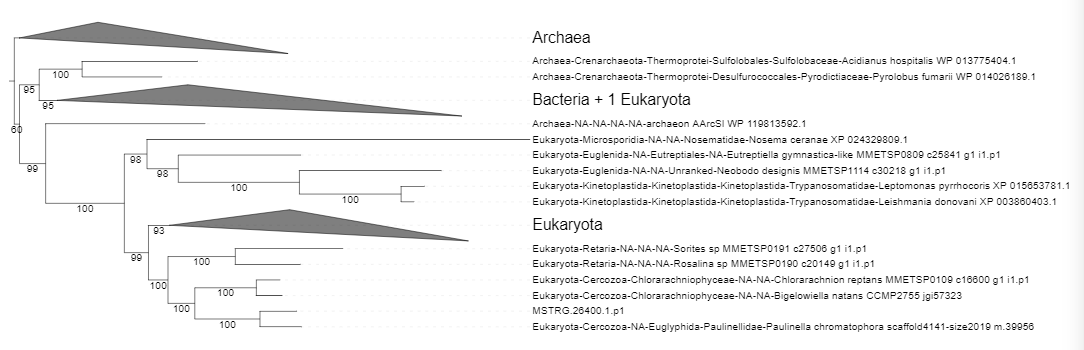 Archaea
Archaea-Crenarchaeota-Thermoprotei-Sulfolobales-Sulfolobaceae-Acidianus hospitalis WP 013775404.1
100
Archaea-Crenarchaeota-Thermoprotei-Desulfurococcales-Pyrodictiaceae-Pyrolobus fumarii WP 014026189.1
95
Bacteria + 1 Eukaryota
95
Archaea-NA-NA-NA-NA-archaeon AArcSl WP 119813592.1
60
Eukaryota-Microsporidia-NA-NA-Nosematidae-Nosema ceranae XP 024329809.1
98
Eukaryota-Euglenida-NA-Eutreptiales-NA-Eutreptiella gymnastica-like MMETSP0809 c25841 g1 i1.p1
99
98
Eukaryota-Euglenida-NA-NA-Unranked-Neobodo designis MMETSP1114 c30218 g1 i1.p1
100
Eukaryota-Kinetoplastida-Kinetoplastida-Kinetoplastida-Trypanosomatidae-Leptomonas pyrrhocoris XP 015653781.1
100
Eukaryota-Kinetoplastida-Kinetoplastida-Kinetoplastida-Trypanosomatidae-Leishmania donovani XP 003860403.1
100
Eukaryota
93
Eukaryota-Retaria-NA-NA-NA-Sorites sp MMETSP0191 c27506 g1 i1.p1
99
100
Eukaryota-Retaria-NA-NA-NA-Rosalina sp MMETSP0190 c20149 g1 i1.p1
Eukaryota-Cercozoa-Chlorarachniophyceae-NA-NA-Chlorarachnion reptans MMETSP0109 c16600 g1 i1.p1
100
100
Eukaryota-Cercozoa-Chlorarachniophyceae-NA-NA-Bigelowiella natans CCMP2755 jgi57323
100
MSTRG.26400.1.p1
100
Eukaryota-Cercozoa-NA-Euglyphida-Paulinellidae-Paulinella chromatophora scaffold4141-size2019 m.39956